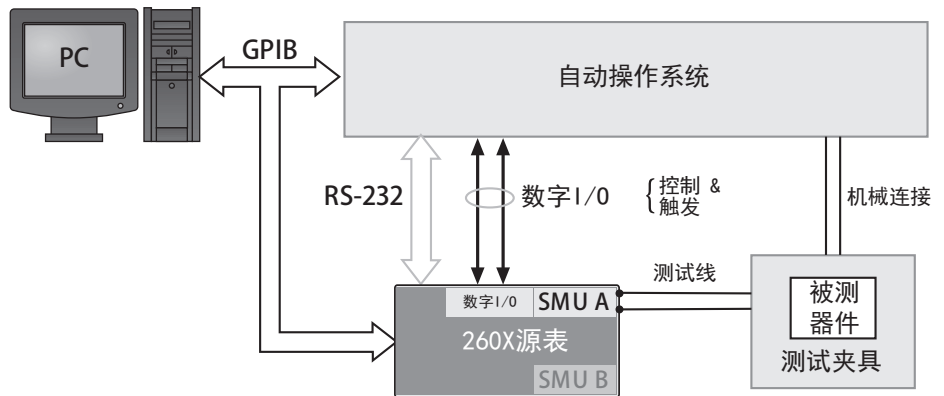 PC
GPIB
自动操作系统
RS-232
数字I/0
{控制 &
触发
机械连接
测试线
数字I/0
SMU A
260X源表
SMU B
被测
器件
测试夹具